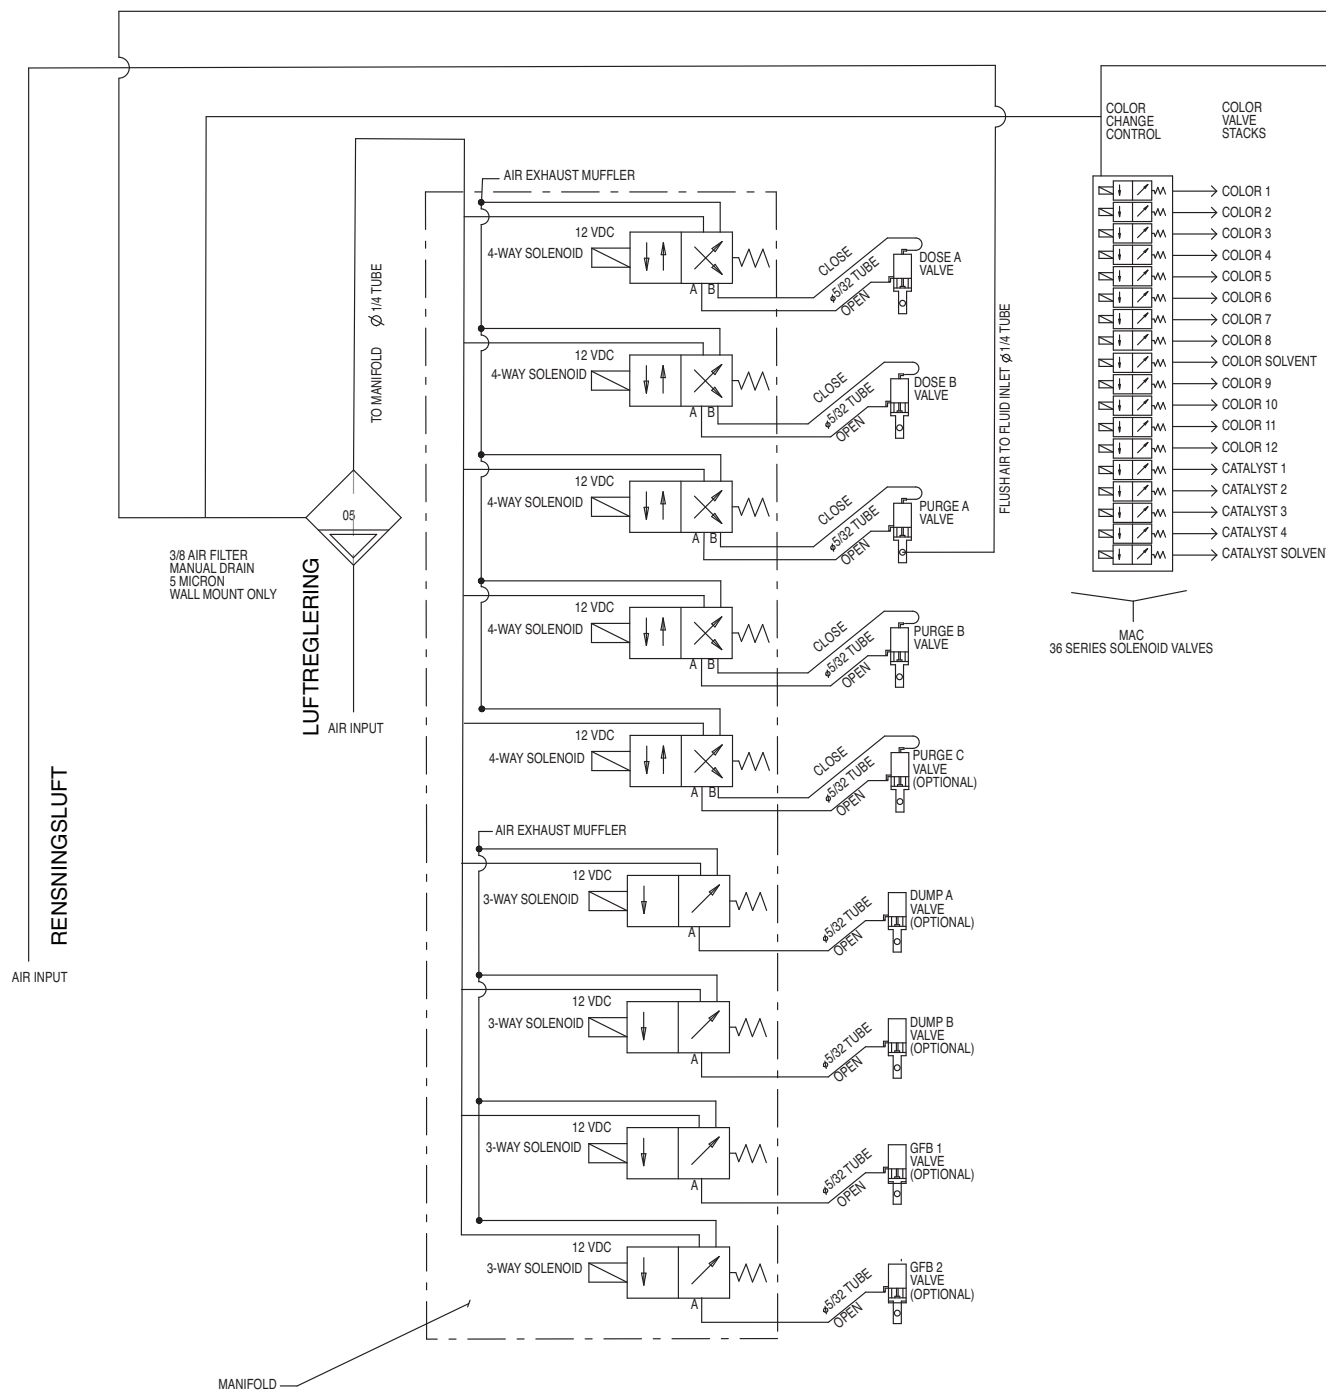 COLOR
CHANGE
CONTROL
COLOR
VALVE
STACKS
AIR EXHAUST MUFFLER
COLOR 1
COLOR 2
COLOR 3
COLOR 4
COLOR 5
COLOR 6
COLOR 7
COLOR 8
COLOR SOLVENT
COLOR 9
COLOR 10
COLOR 11
COLOR 12
CATALYST 1
CATALYST 2
CATALYST 3
CATALYST 4
CATALYST SOLVEN
MAC
36 SERIES SOLENOID VALVES
12 VDC
4-WAY SOLENOID
A B
CLOSE
ø5/32 TUBE
OPEN
DOSE A
VALVE
12 VDC
4-WAY SOLENOID
A B
CLOSE
ø5/32 TUBE
OPEN
DOSE B
VALVE
12 VDC
4-WAY SOLENOID
A B
CLOSE
ø5/32 TUBE
OPEN
PURGE A
VALVE
12 VDC
4-WAY SOLENOID
A B
CLOSE
ø5/32 TUBE
OPEN
PURGE B
VALVE
12 VDC
4-WAY SOLENOID
A B
CLOSE
ø5/32 TUBE
OPEN
PURGE C
VALVE
(OPTIONAL)
FLUSH AIR TO FLUID INLET Ø 1/4 TUBE
TO MANIFOLD Ø 1/4 TUBE
05
3/8 AIR FILTER
MANUAL DRAIN
5 MICRON
WALL MOUNT ONLY
LUFTREGLERING
AIR INPUT
RENSNINGSLUFT
AIR INPUT
AIR EXHAUST MUFFLER
12 VDC
3-WAY SOLENOID
A
ø5/32 TUBE
OPEN
DUMP A
VALVE
(OPTIONAL)
12 VDC
3-WAY SOLENOID
A
ø5/32 TUBE
OPEN
DUMP B
VALVE
(OPTIONAL)
12 VDC
3-WAY SOLENOID
A
ø5/32 TUBE
OPEN
GFB 1
VALVE
(OPTIONAL)
12 VDC
3-WAY SOLENOID
A
ø5/32 TUBE
OPEN
GFB 2
VALVE
(OPTIONAL)
MANIFOLD